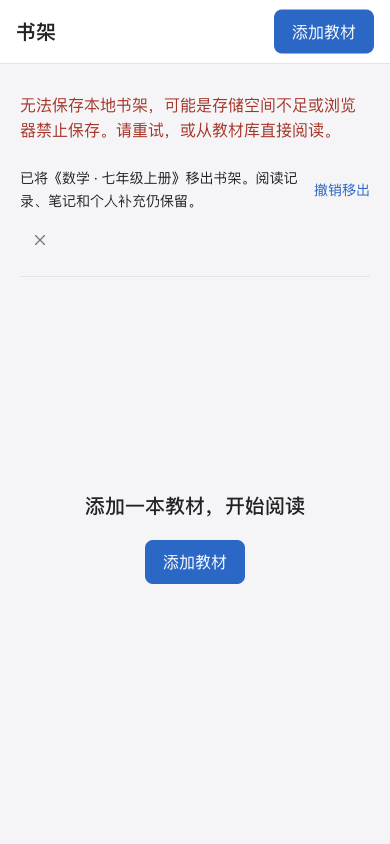 书架
添加教材
无法保存本地书架，可能是存储空间不足或浏览
器禁止保存。请重试，或从教材库直接阅读。
已将《数学 · 七年级上册》移出书架。阅读记
录、笔记和个人补充仍保留。
撤销移出
添加一本教材，开始阅读
添加教材